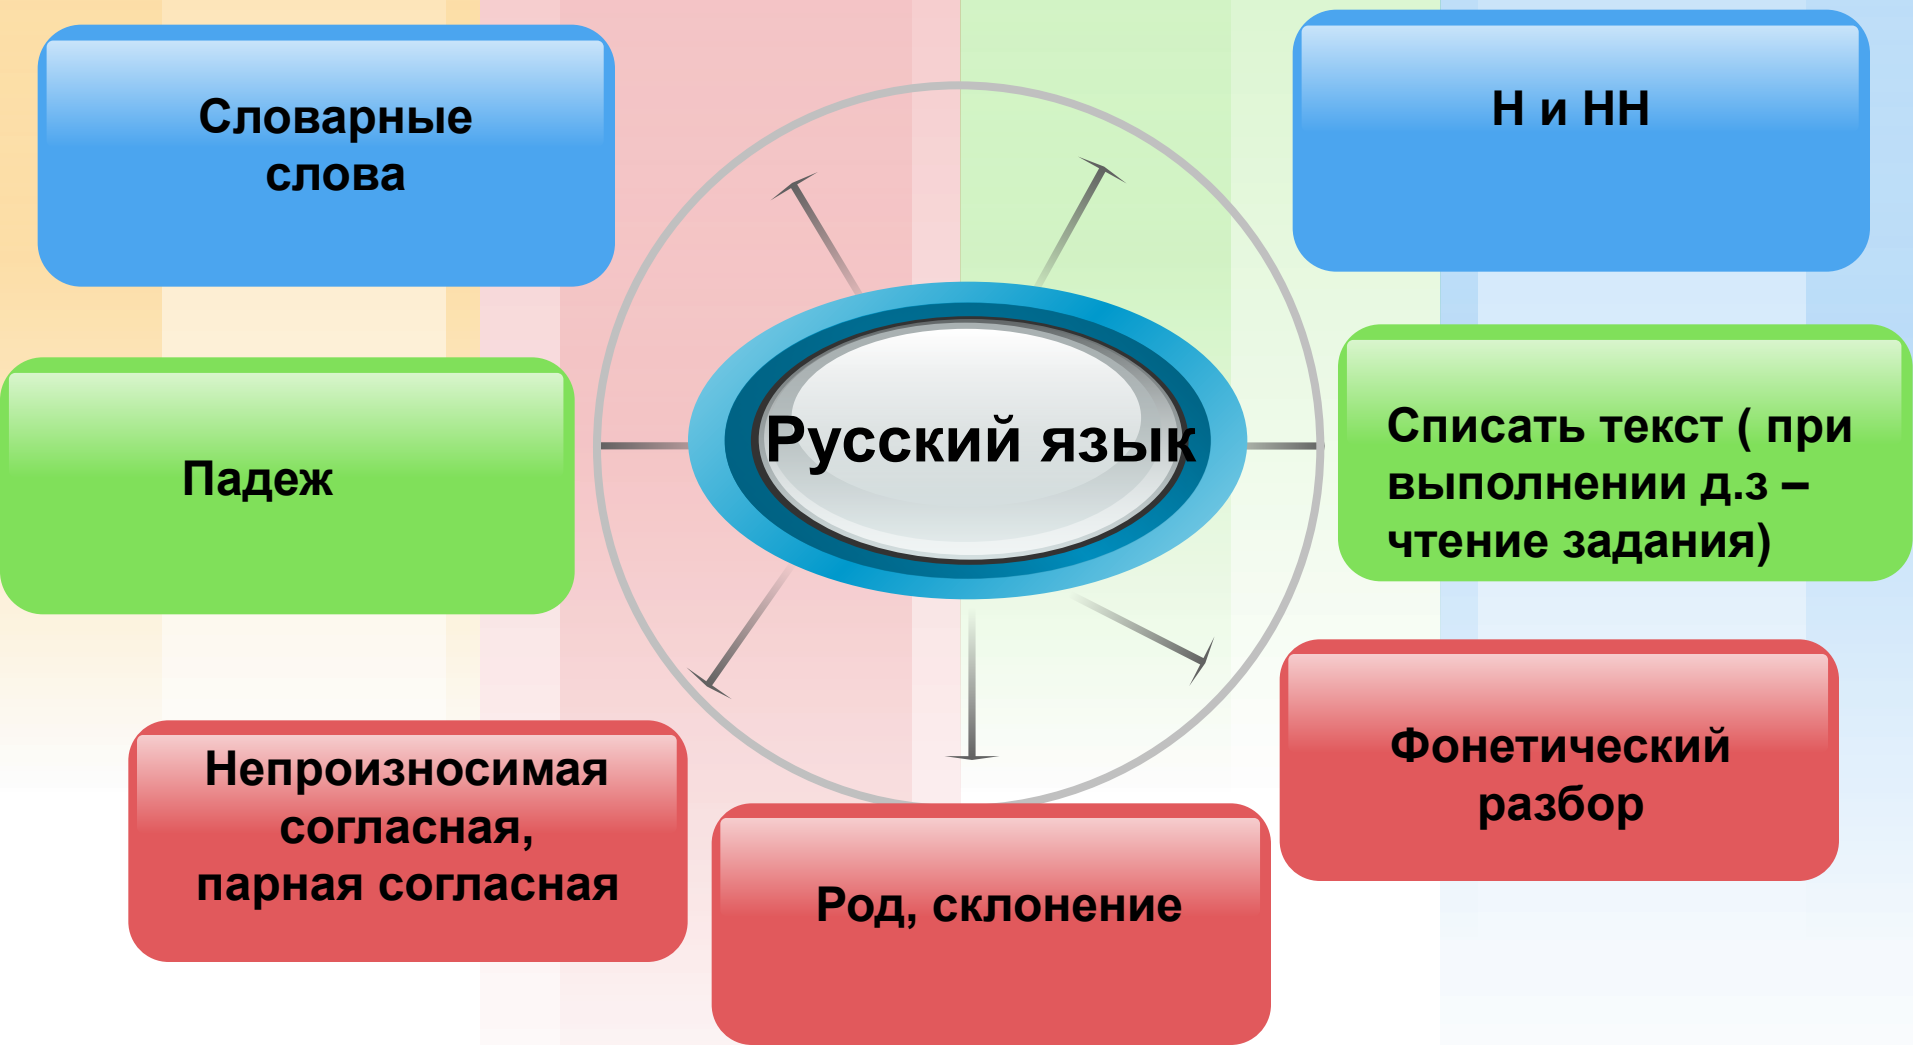 Словарные
слова
Н и НН
Русский язык
Падеж
Списать текст ( при
выполнении д.з –
чтение задания)
Непроизносимая
согласная,
парная согласная
Род, склонение
Фонетический
разбор